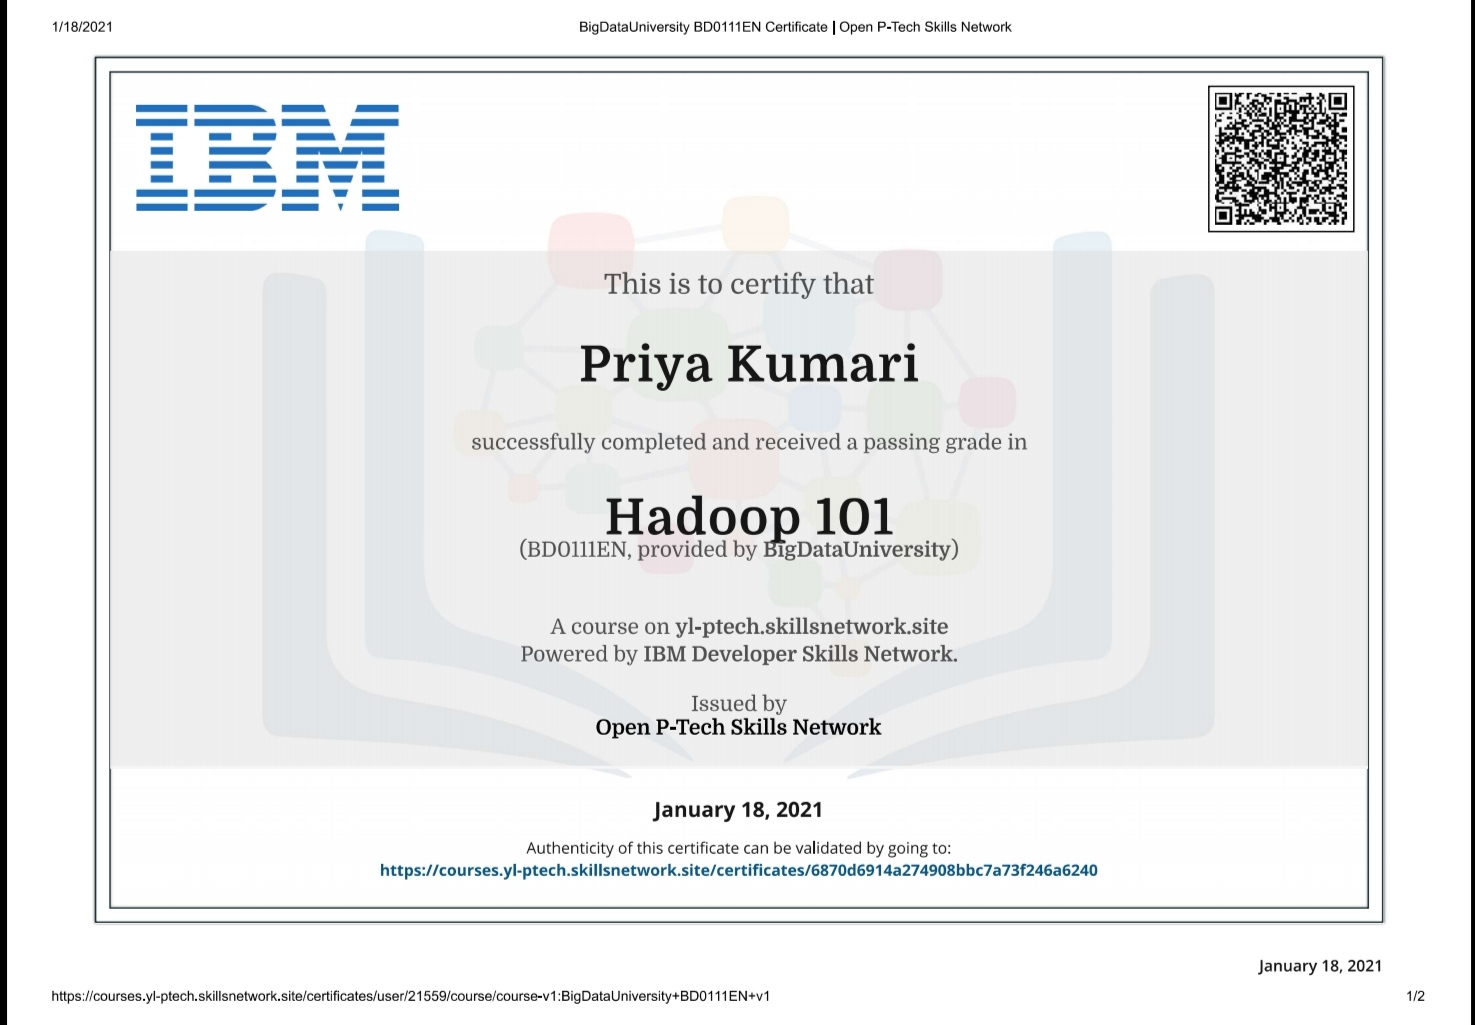 1/18/2021
BigDataUniversity BD0111EN Certificate | Open P-Tech Skills Network
IBM
This is to certify that
Priya Kumari
successfully completed and received a passing grade in
Hadoop 101
(BD0111EN, provided by BigDataUniversity)
A course on yl-ptech.skillsnetwork.site
Powered by IBM Developer Skills Network.
Issued by
Open P-Tech Skills Network
January 18, 2021
Authenticity of this certificate can be validated by going to:
https://courses.yl-ptech.skillsnetwork.site/certificates/6870d6914a274908bbc7a73f246a6240
January 18, 2021
https://courses.yl-ptech.skillsnetwork.site/certificates/user/21559/course/course-v1:BigDataUniversity+BD0111EN+v1
1/2